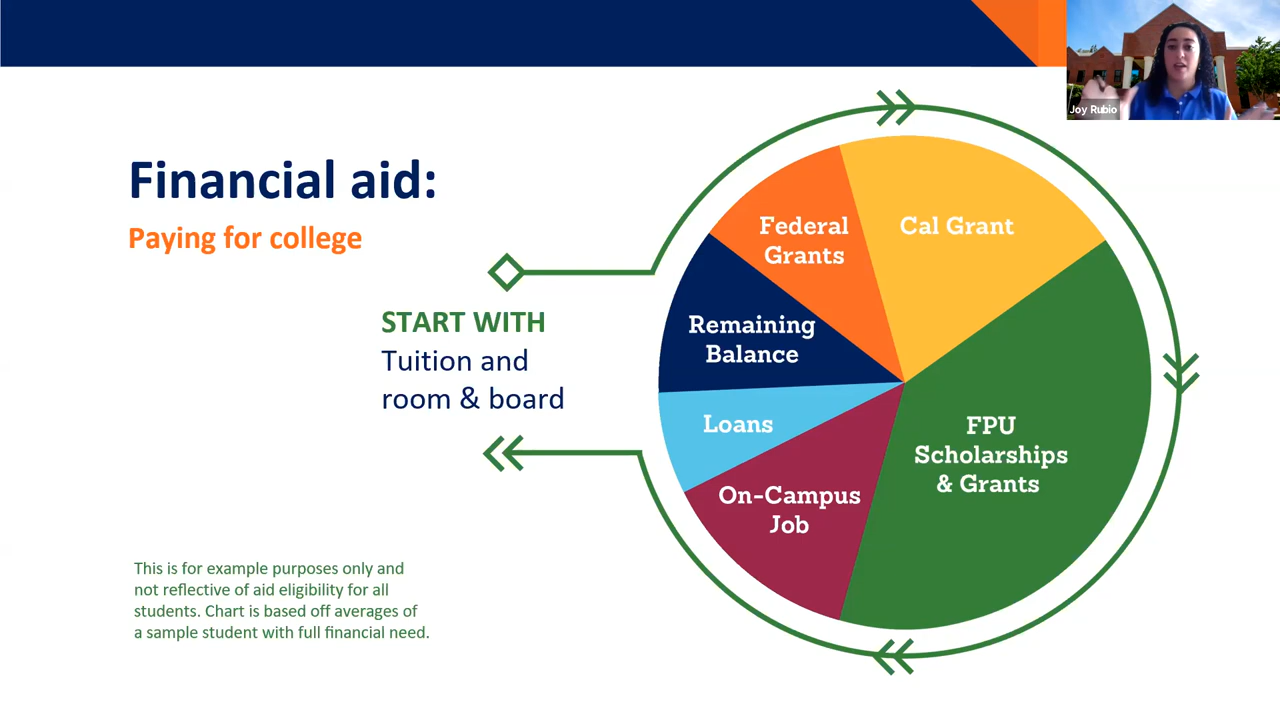 Joy Rubio
Financial aid:
Paying for college
START WITH
Tuition and
room & board
Federal
Grants
Cal Grant
Remaining
Balance
Loans
FPU
Scholarships
& Grants
On-Campus
Job
This is for example purposes only and
not reflective of aid eligibility for all
students. Chart is based off averages of
a sample student with full financial need.